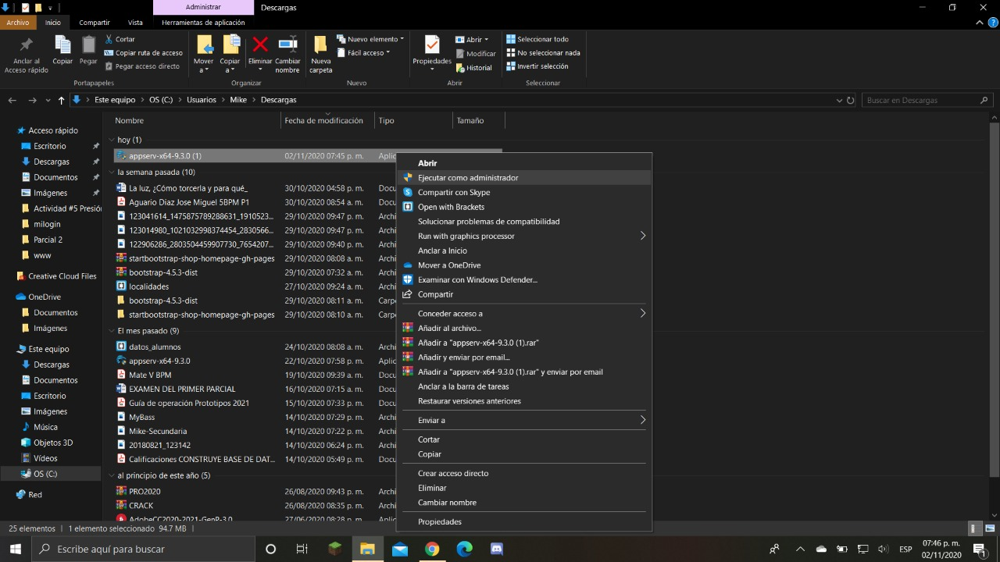 Administrar
Descargas
Archivo
Inicio
Compartir
Vista
Herramientas de aplicación
Anclar al
Acceso rápido
Copiar
Pegar
Cortar
Copiar ruta de acceso
Pegar acceso directo
Mover
a
Copiar
a
Eliminar
Cambiar
nombre
Nueva
carpeta
Nuevo elemento
Fácil acceso
Propiedades
Abrir
Modificar
Historial
Seleccionar todo
No seleccionar nada
Invertir selección
Portapapeles
Organizar
Nuevo
Abrir
Seleccionar
Este equipo > OS (C:) > Usuarios > Mike > Descargas
Buscar en Descargas
Nombre
Fecha de modificación
Tipo
Tamaño
Acceso rápido
Escritorio
Descargas
Documentos
Imágenes
Actividad #5 Presió
milogin
Parcial 2
www
Creative Cloud Files
OneDrive
Documentos
Imágenes
Este equipo
Descargas
Documentos
Escritorio
Imágenes
Música
Objetos 3D
Vídeos
OS (C:)
Red
hoy (1)
appserv-x64-9.3.0 (1) 02/11/2020 07:45 p. m. Aplic
la semana pasada (10)
La luz, ¿Cómo torcerla y para qué_ 30/10/2020 04:58 p. m. Docu
Aguario Diaz Jose Miguel 5BPM P1 30/10/2020 08:54 a. m. Docu
123041614_1475875789288631_1910523... 29/10/2020 09:47 p. m. Archi
123014980_1021032998374454_2830566... 29/10/2020 09:47 p. m. Archi
122906286_2803504459907730_7654207... 29/10/2020 09:40 p. m. Archi
startbootstrap-shop-homepage-gh-pages 29/10/2020 08:08 a. m. Archi
bootstrap-4.5.3-dist 29/10/2020 07:32 a. m. Archi
localidades 27/10/2020 09:24 a. m. Archi
bootstrap-4.5.3-dist 29/10/2020 08:11 a. m. Carpe
startbootstrap-shop-homepage-gh-pages 29/10/2020 08:10 a. m. Carpe
El mes pasado (9)
datos_alumnos 24/10/2020 08:08 a. m. Archi
appserv-x64-9.3.0 22/10/2020 07:58 p. m. Aplic
Mate V BPM 19/10/2020 09:39 a. m. Docu
EXAMEN DEL PRIMER PARCIAL 16/10/2020 07:15 a. m. Docu
Guía de operación Prototipos 2021 15/10/2020 07:33 p. m. Docu
MyBass 14/10/2020 07:29 p. m. Archi
Mike-Secundaria 14/10/2020 07:22 p. m. Archi
20180821_123142 14/10/2020 06:24 p. m. Archi
Calificaciones CONSTRUYE BASE DE DAT... 14/10/2020 05:49 p. m. Docu
al principio de este año (5)
PRO2020 26/08/2020 09:43 p. m. Archi
CRACK 26/08/2020 08:35 p. m. Archi
AdobeCC2020-2021-GenP-3.0 27/06/2020 08:28 p. m. Aplic
Abrir
Ejecutar como administrador
Compartir con Skype
Open with Brackets
Solucionar problemas de compatibilidad
Run with graphics processor
Anclar a Inicio
Mover a OneDrive
Examinar con Windows Defender...
Compartir
Conceder acceso a
Añadir al archivo...
Añadir a "appserv-x64-9.3.0 (1).rar"
Añadir y enviar por email...
Añadir a "appserv-x64-9.3.0 (1).rar" y enviar por email
Anclar a la barra de tareas
Restaurar versiones anteriores
Enviar a
Cortar
Copiar
Crear acceso directo
Eliminar
Cambiar nombre
Propiedades
25 elementos
1 elemento seleccionado 94.7 MB
Escribe aquí para buscar
ESP
07:46 p. m.
02/11/2020
1